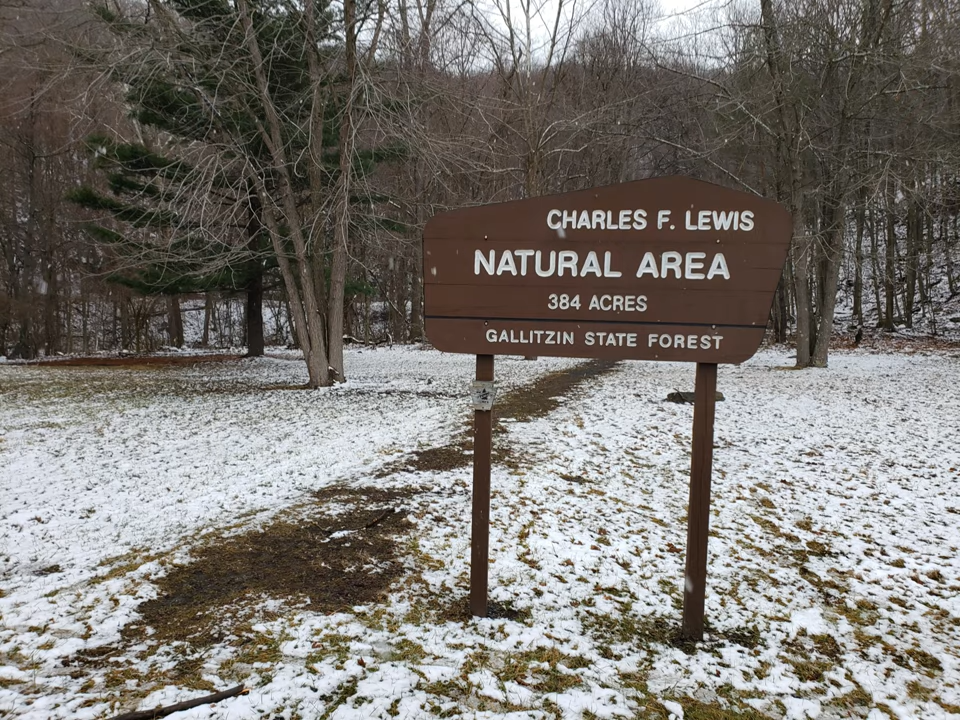 CHARLES F. LEWIS
NATURAL AREA
384 ACRES
GALLITZIN STATE FOREST